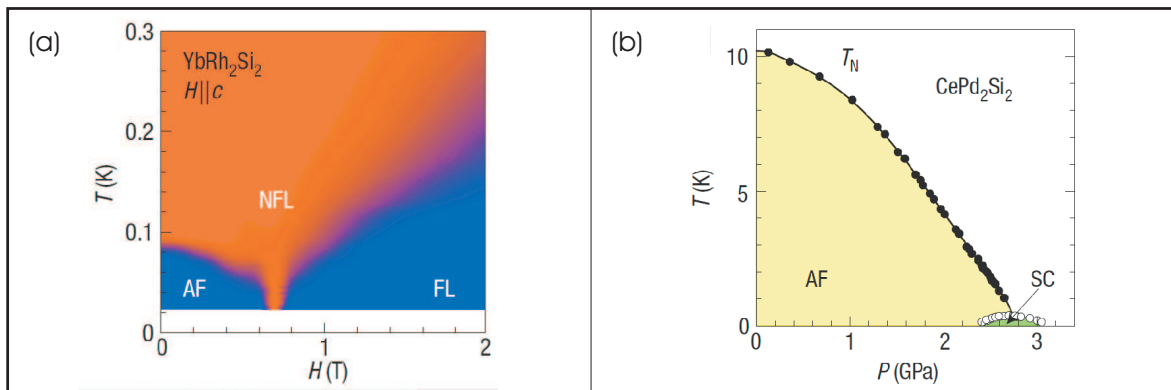 (a)
0.3
YbRh₂Si₂
H||c
0.2
T (K)
NFL
0.1
AF
FL
0
0
1
2
H (T)
(b)
10
T_N
CePd₂Si₂
T (K)
5
AF
SC
0
0
1
2
3
P (GPa)